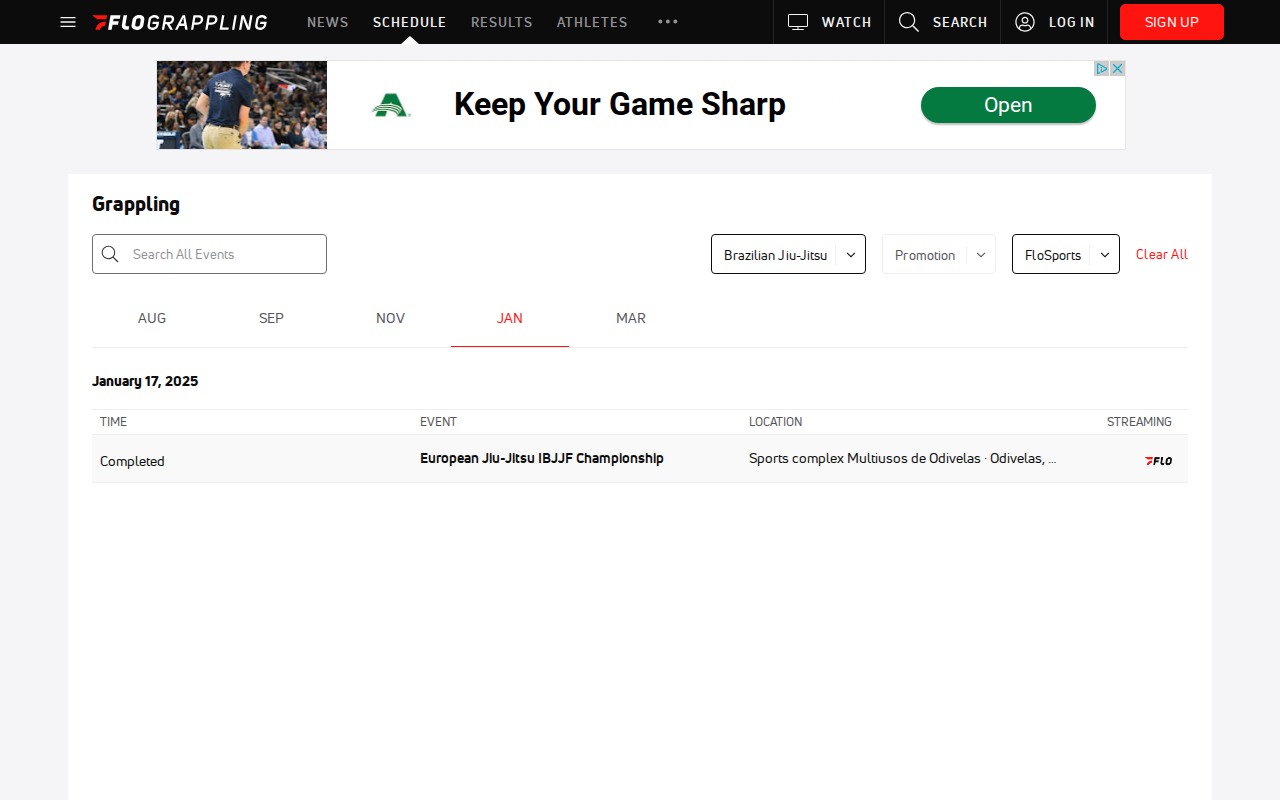 FLOGRAPPLING NEWS SCHEDULE RESULTS ATHLETES WATCH SEARCH LOG IN SIGN UP
Keep Your Game Sharp
Open
Grappling
Search All Events Brazilian Jiu-Jitsu Promotion FloSports Clear All
AUG SEP NOV JAN MAR
January 17, 2025
TIME EVENT LOCATION STREAMING
Completed European Jiu-Jitsu IBJJF Championship Sports complex Multiusos de Odivelas · Odivelas, ... FLO